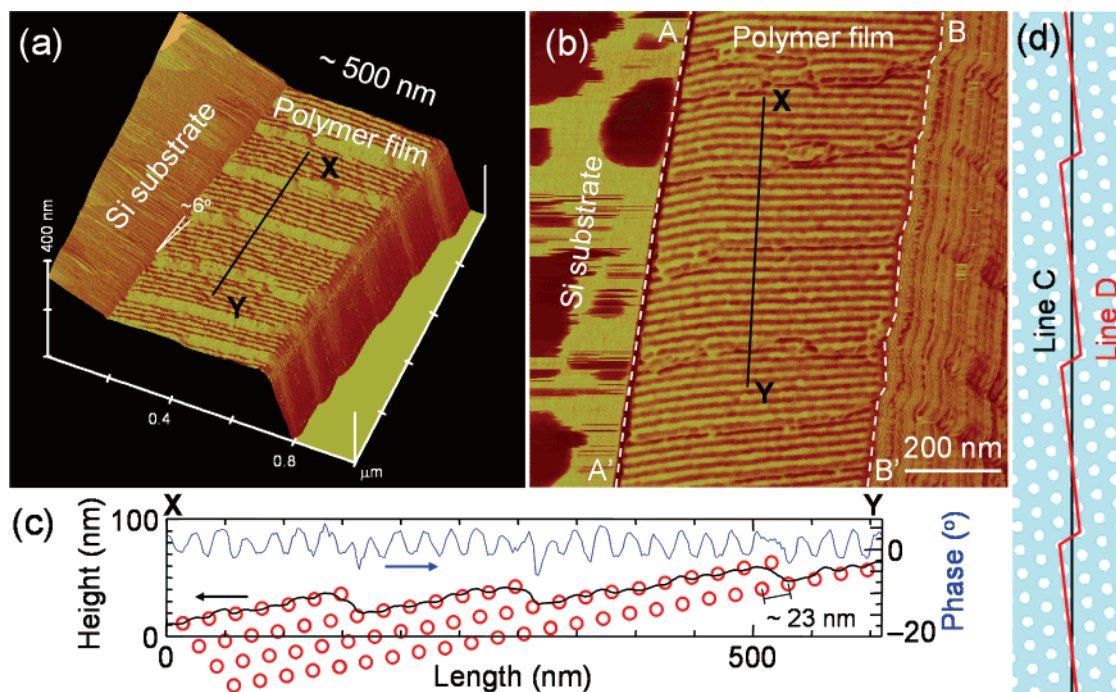 (a)
~ 500 nm
Polymer film
Si substrate
X
~6º
Y
400 nm
0.4
0.8
μm
(b)
A
Polymer film
B
X
Si substrate
Y
A'
B'
200 nm
(c)
X
Y
100
0
Height (nm)
0
−20
Phase (º)
~ 23 nm
0
500
Length (nm)
(d)
Line C
Line D